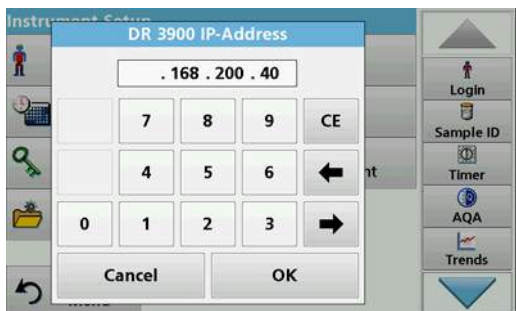 Instrument Setup
DR 3900 IP-Address
. 168 . 200 . 40
7 8 9 CE
4 5 6
0 1 2 3
Cancel OK
Menu
Login
Sample ID
Timer
AQA
Trends